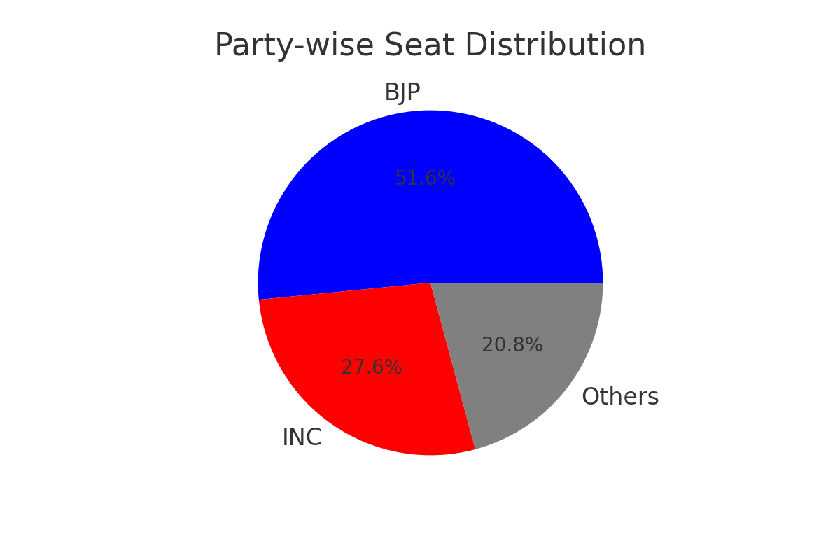 Party-wise Seat Distribution
BJP
51.6%
20.8%
27.6%
Others
INC